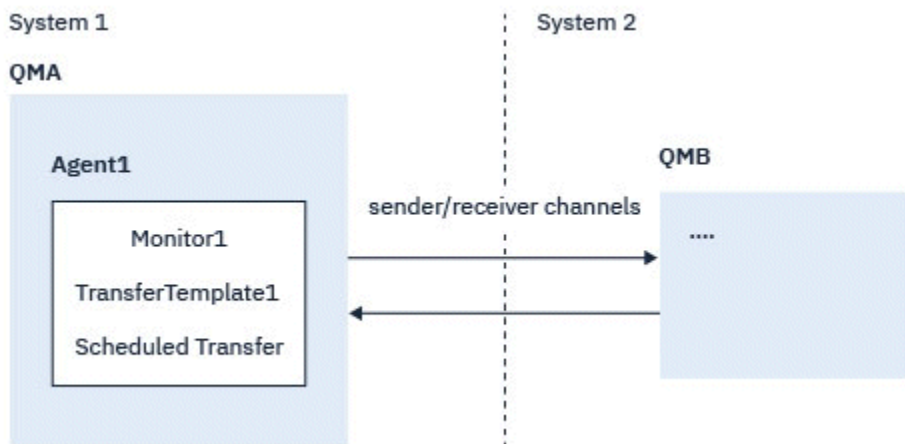 System 1
System 2
QMA
QMB
Agent1
sender/receiver channels
Monitor1
....
TransferTemplate1
Scheduled Transfer